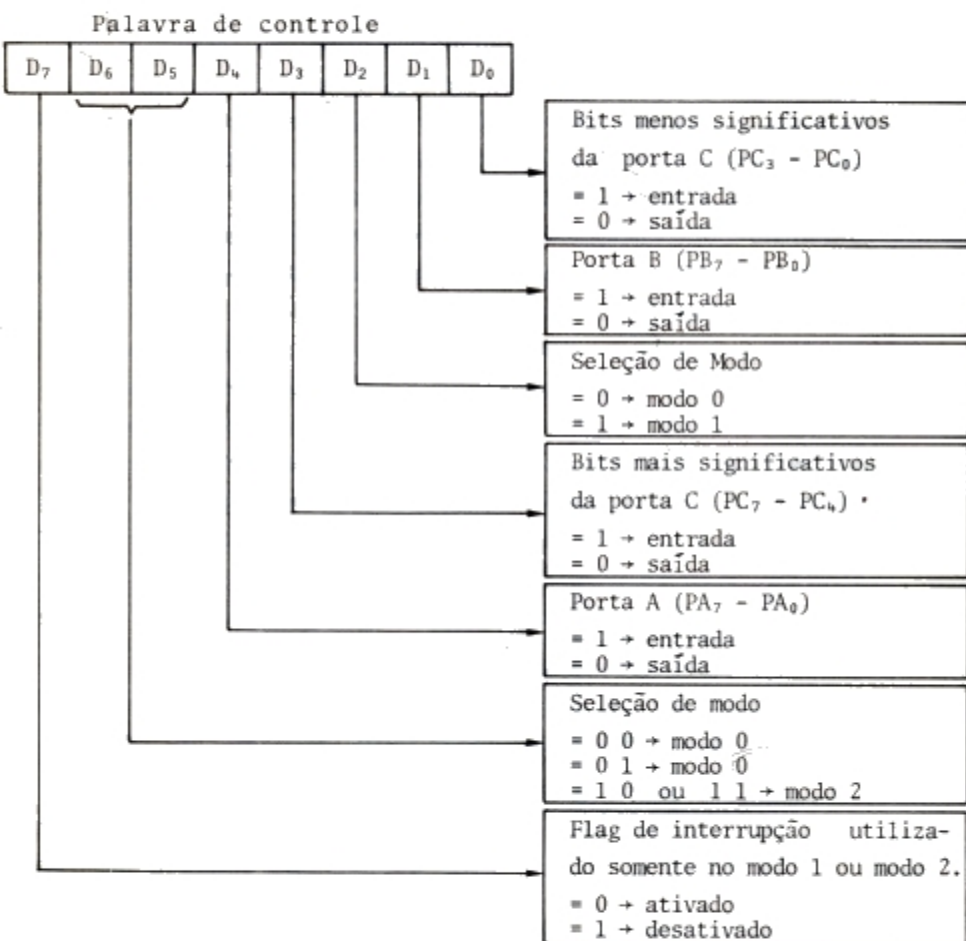 Palavra de controle
D₇ D₆ D₅ D₄ D₃ D₂ D₁ D₀
Bits menos significativos
da porta C (PC₃ - PC₀)
= 1 → entrada
= 0 → saída
Porta B (PB₇ - PB₀)
= 1 → entrada
= 0 → saída
Seleção de Modo
= 0 → modo 0
= 1 → modo 1
Bits mais significativos
da porta C (PC₇ - PC₄)
= 1 → entrada
= 0 → saída
Porta A (PA₇ - PA₀)
= 1 → entrada
= 0 → saída
Seleção de modo
= 0 0 → modo 0
= 0 1 → modo 0
= 1 0 ou 1 1 → modo 2
Flag de interrupção utiliza-
do somente no modo 1 ou modo 2.
= 0 → ativado
= 1 → desativado